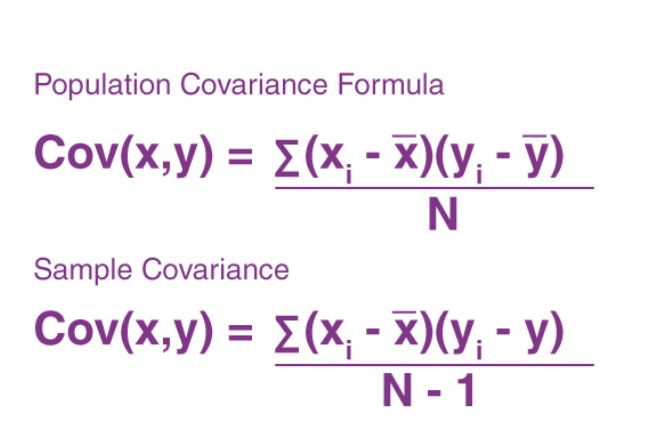 Population Covariance Formula
Cov(x,y) = ∑(xᵢ - x̅)(yᵢ - y̅)
N
Sample Covariance
Cov(x,y) = ∑(xᵢ - x̅)(yᵢ - y)
N - 1